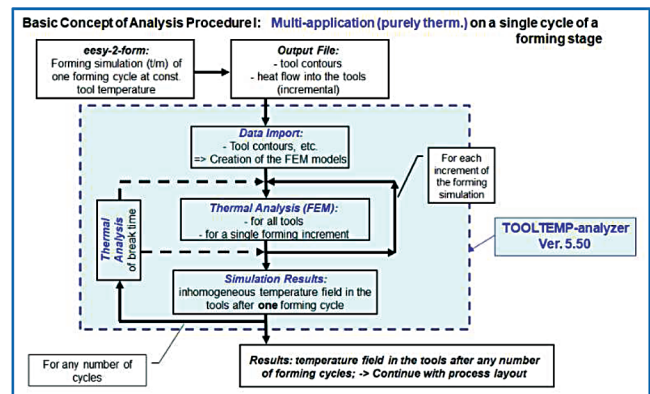 Basic Concept of Analysis Procedure I: Multi-application (purely therm.) on a single cycle of a
forming stage
eesy-2-form:
Forming simulation (t/m) of
one forming cycle at const.
tool temperature
Output File:
- tool contours
- heat flow into the tools
(incremental)
Data Import:
- Tool contours, etc.
=> Creation of the FEM models
For each
increment of
the forming
simulation
Thermal Analysis (FEM):
- for all tools
- for a single forming increment
Thermal
Analysis
of break time
TOOLTEMP-analyzer
Ver. 5.50
Simulation Results:
inhomogeneous temperature field in the
tools after one forming cycle
For any number of
cycles
Results: temperature field in the tools after any number
of forming cycles; -> Continue with process layout